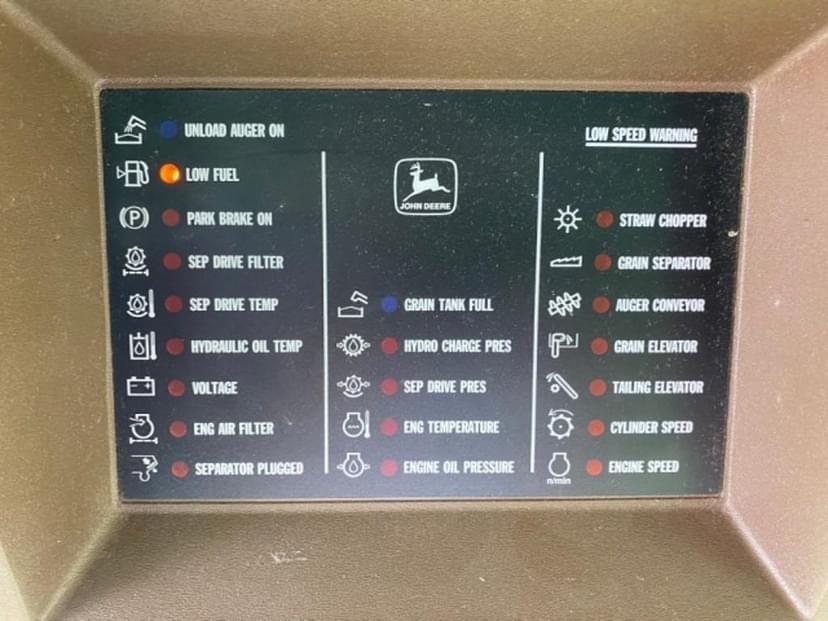 UNLOAD AUGER ON
LOW FUEL
P
PARK BRAKE ON
SEP DRIVE FILTER
SEP DRIVE TEMP
HYDRAULIC OIL TEMP
VOLTAGE
ENG AIR FILTER
SEPARATOR PLUGGED
JOHN DEERE
GRAIN TANK FULL
HYDRO CHARGE PRES
SEP DRIVE PRES
ENG TEMPERATURE
ENGINE OIL PRESSURE
LOW SPEED WARNING
STRAW CHOPPER
GRAIN SEPARATOR
AUGER CONVEYOR
GRAIN ELEVATOR
TAILING ELEVATOR
CYLINDER SPEED
ENGINE SPEED
n/min